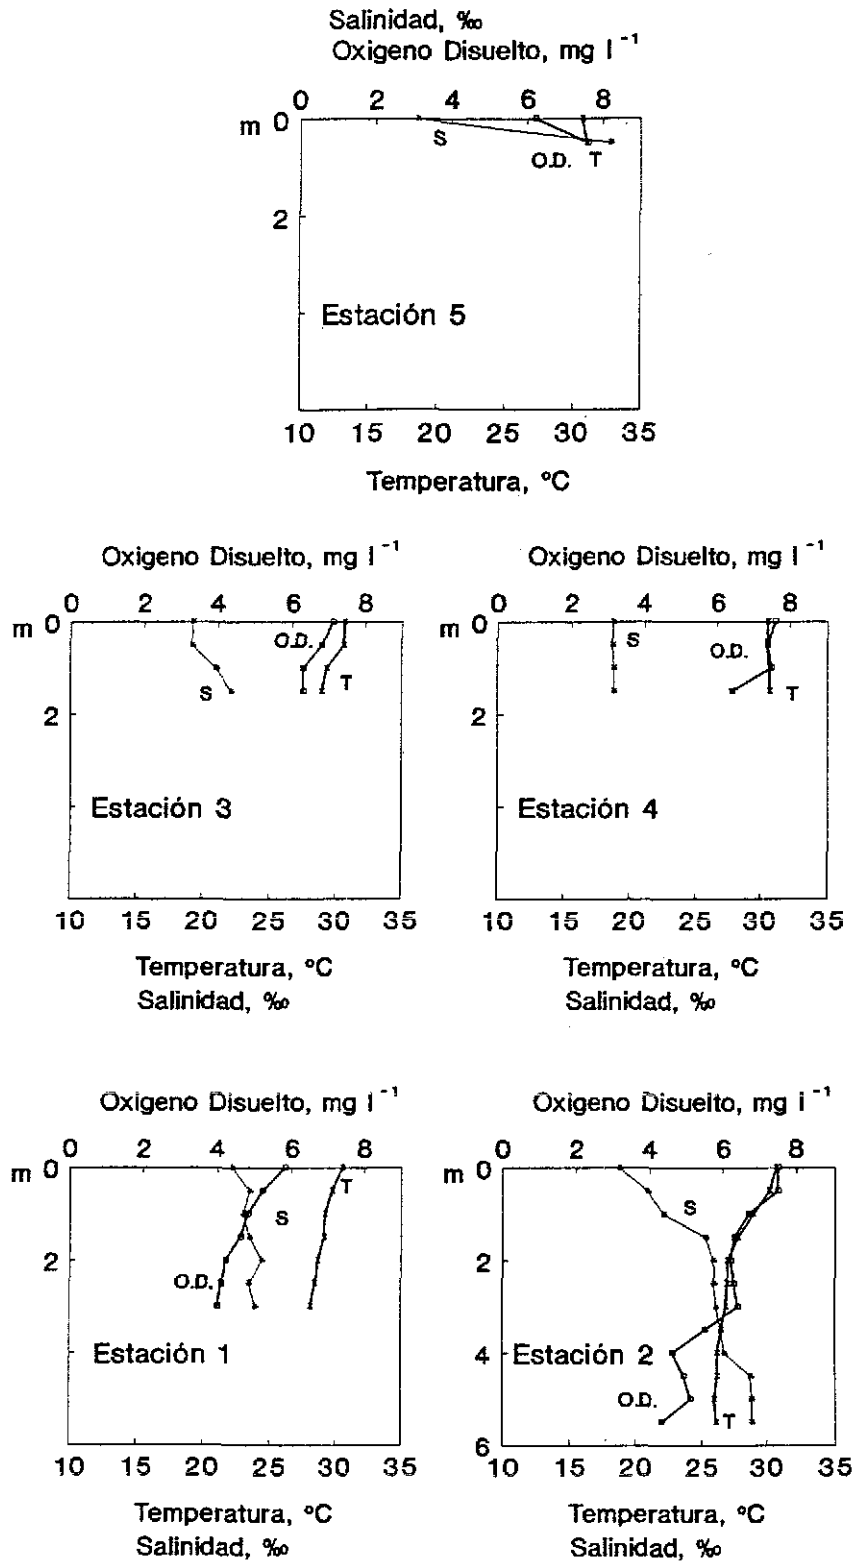 Salinidad, ‰
Oxigeno Disuelto, mg l⁻¹
0 2 4 6 8
m 0
S
O.D. T
2
Estación 5
10 15 20 25 30 35
Temperatura, ºC
Oxigeno Disuelto, mg l⁻¹
0 2 4 6 8
m 0
O.D.
S
T
2
Estación 3
10 15 20 25 30 35
Temperatura, ºC
Salinidad, ‰
Oxigeno Disuelto, mg l⁻¹
0 2 4 6 8
0
S
O.D.
T
2
Estación 4
10 15 20 25 30 35
Temperatura, ºC
Salinidad, ‰
Oxigeno Disuelto, mg l⁻¹
0 2 4 6 8
m 0
T
S
2
O.D.
Estación 1
10 15 20 25 30 35
Temperatura, ºC
Salinidad, ‰
Oxigeno Disuelto, mg l⁻¹
0 2 4 6 8
0
S
2
4
Estación 2
O.D.
T
6
10 15 20 25 30 35
Temperatura, ºC
Salinidad, ‰